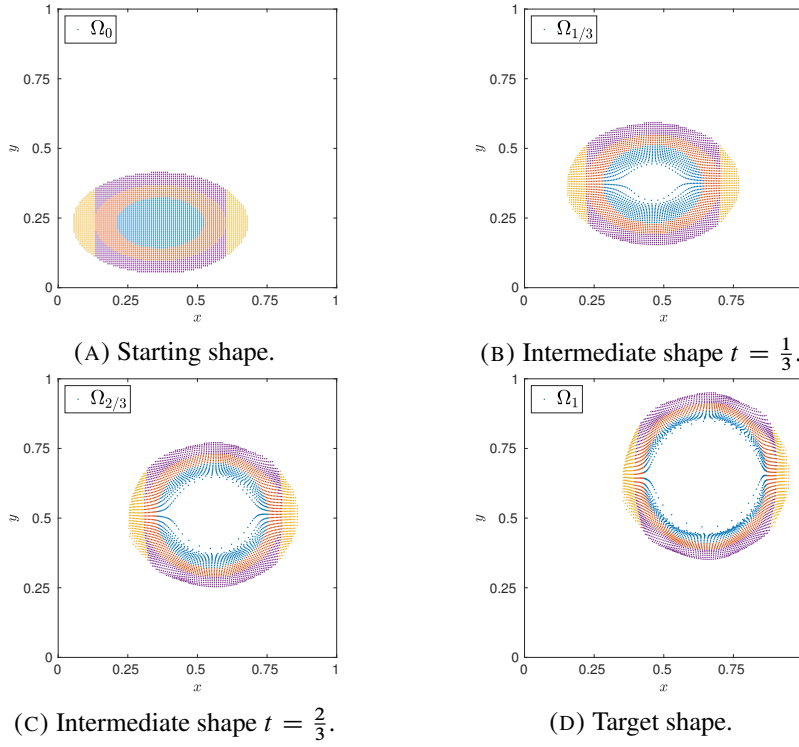 Ω₀
1
0.75
y
0.5
0.25
0
0 0.25 0.5 0.75 1
x
(A) Starting shape.
Ω₁/₃
1
0.75
y
0.5
0.25
0
0 0.25 0.5 0.75
x
(B) Intermediate shape t = 1/3.
Ω₂/₃
1
0.75
y
0.5
0.25
0
0 0.25 0.5 0.75 1
x
(C) Intermediate shape t = 2/3.
Ω₁
1
0.75
y
0.5
0.25
0
0 0.25 0.5 0.75
x
(D) Target shape.